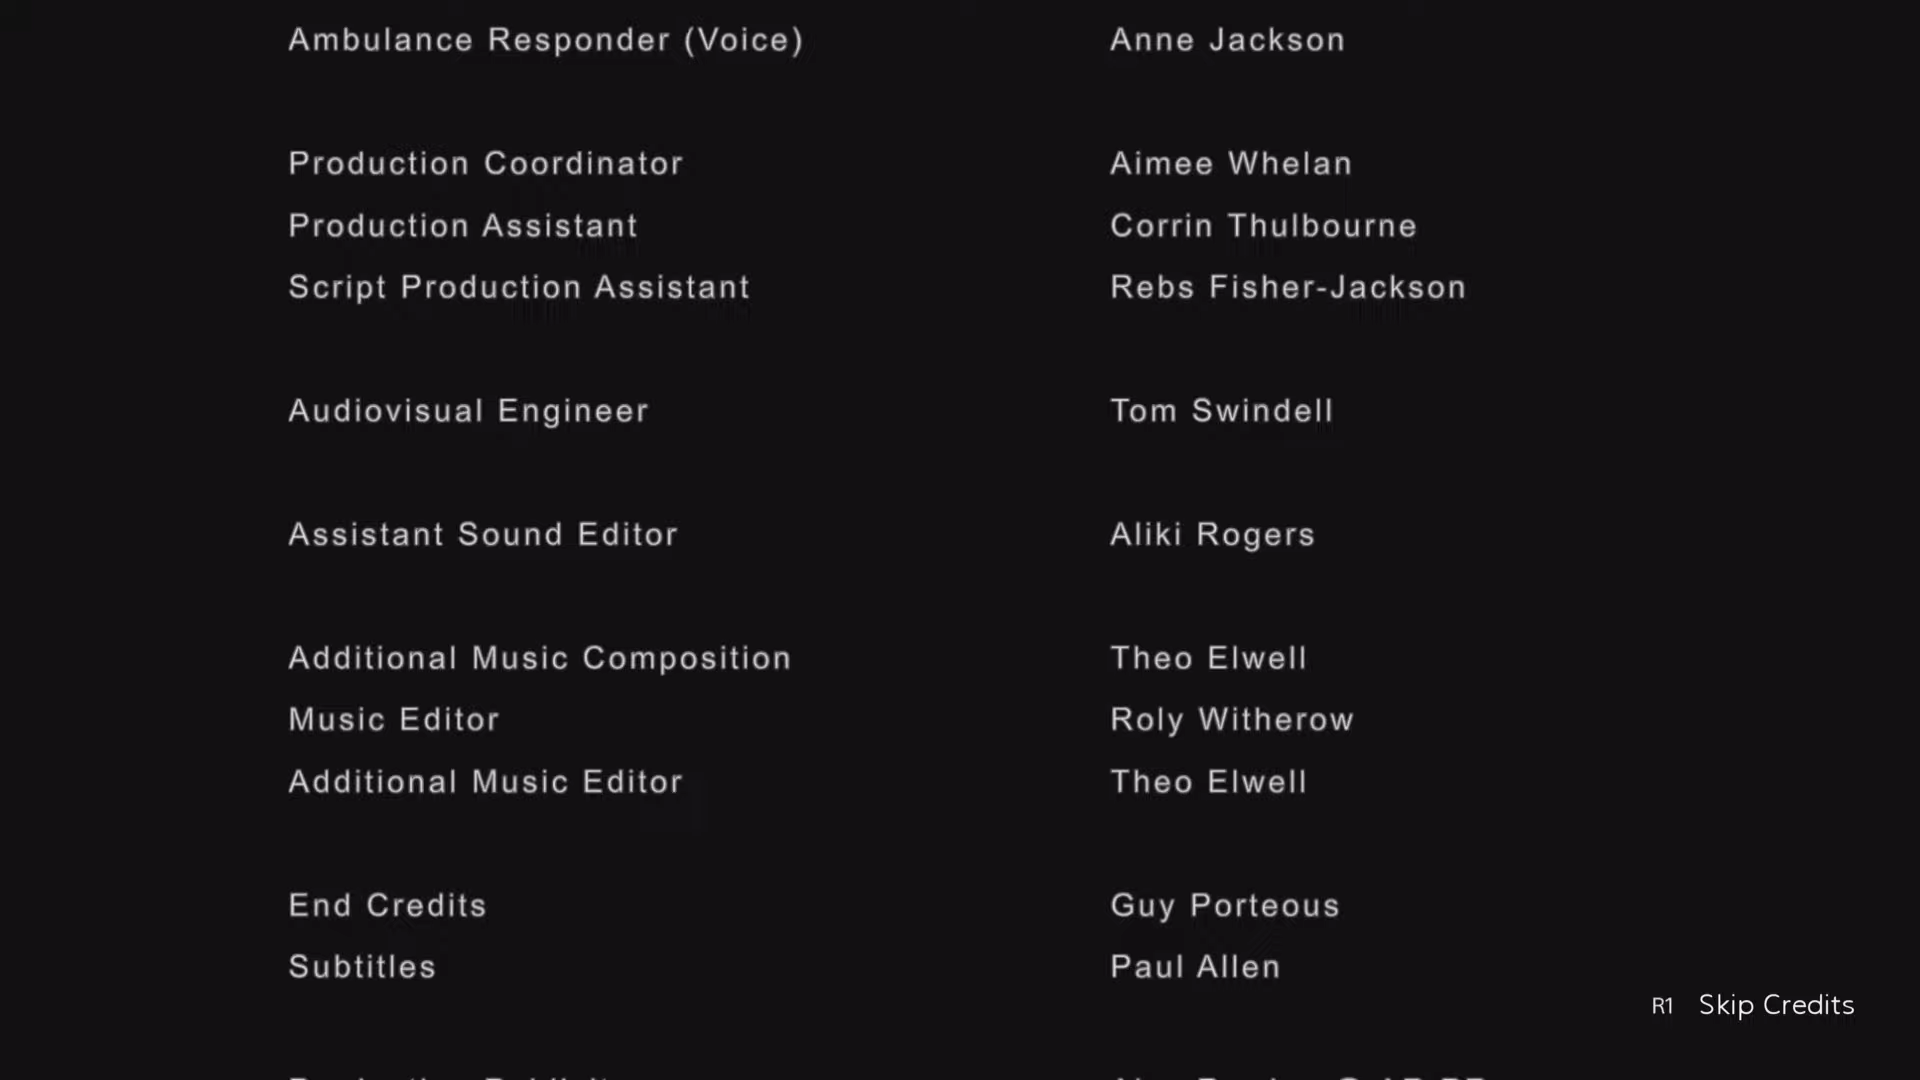 Ambulance Responder (Voice) Anne Jackson
Production Coordinator Aimee Whelan
Production Assistant Corrin Thulbourne
Script Production Assistant Rebs Fisher-Jackson
Audiovisual Engineer Tom Swindell
Assistant Sound Editor Aliki Rogers
Additional Music Composition Theo Elwell
Music Editor Roly Witherow
Additional Music Editor Theo Elwell
End Credits Guy Porteous
Subtitles Paul Allen
R1 Skip Credits